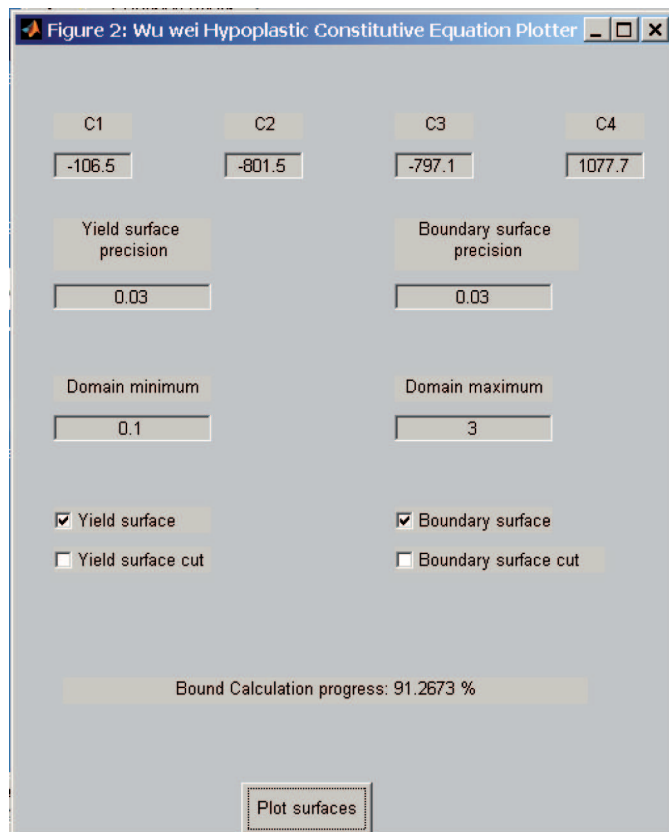 Figure 2: Wu wei Hypoplastic Constitutive Equation Plotter
C1 C2 C3 C4
-106.5 -801.5 -797.1 1077.7
Yield surface Boundary surface
precision precision
0.03 0.03
Domain minimum Domain maximum
0.1 3
Yield surface Boundary surface
Yield surface cut Boundary surface cut
Bound Calculation progress: 91.2673 %
Plot surfaces